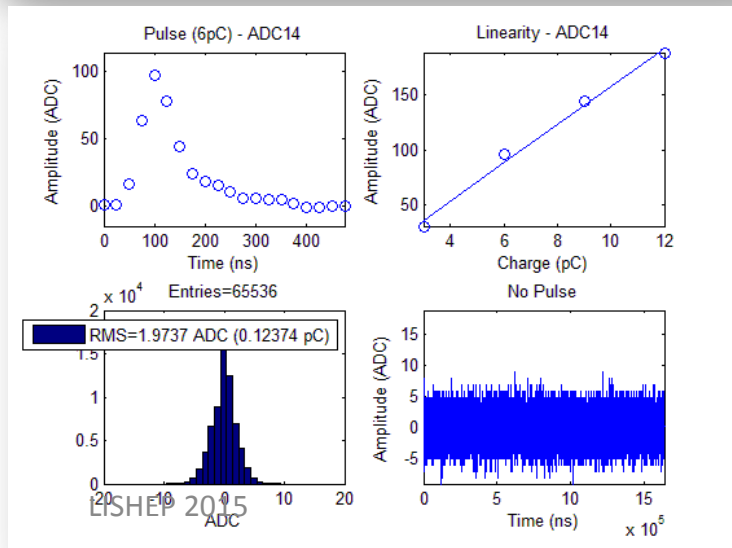 Pulse (6pC) - ADC14
Amplitude (ADC)
100
50
0
0 100 200 300 400
Time (ns)
Linearity - ADC14
Amplitude (ADC)
150
100
50
4 6 8 10 12
Charge (pC)
x 10^4 Entries=65536
2
RMS=1.9737 ADC (0.12374 pC)
1.5
1
0.5
0
-20 -10 0 10 20
ADC
LISHEP 2015
No Pulse
Amplitude (ADC)
15
10
5
0
-5
0 5 10 15
Time (ns)
x 10^5